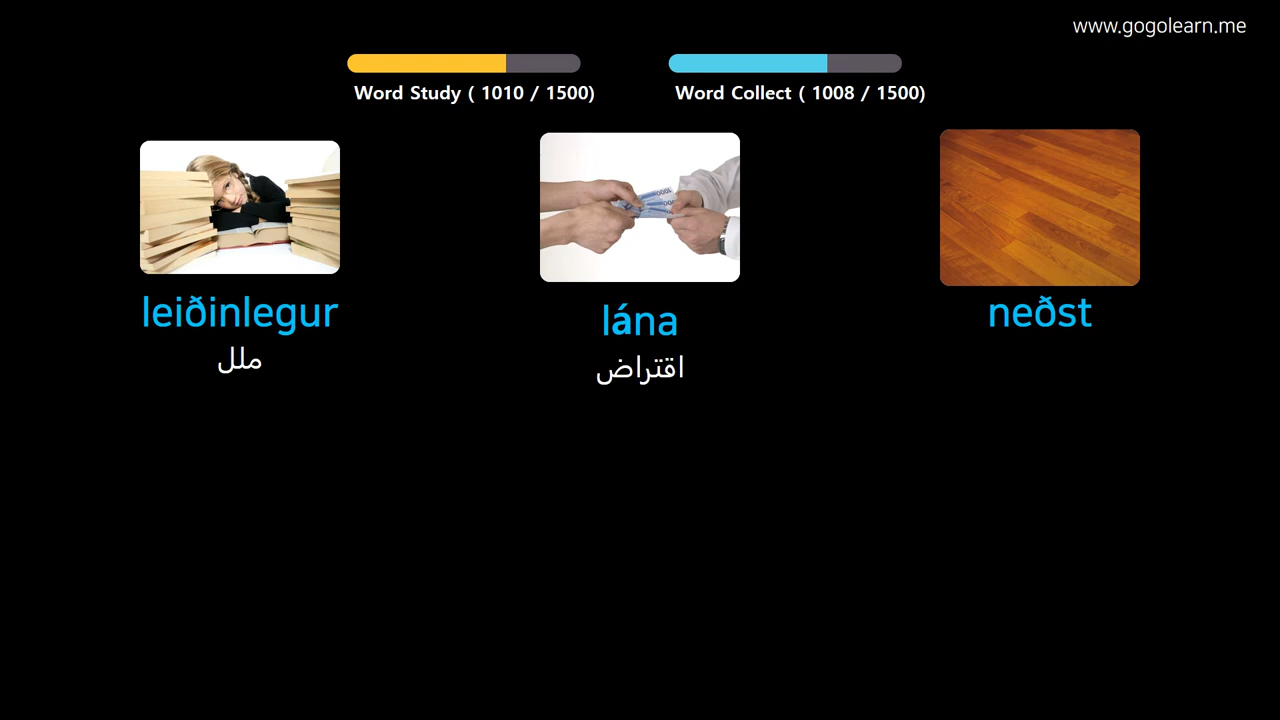 www.gogolearn.me
Word Study ( 1010 / 1500)
Word Collect ( 1008 / 1500)
leiðinlegur
ملل
lána
اقتراض
neðst